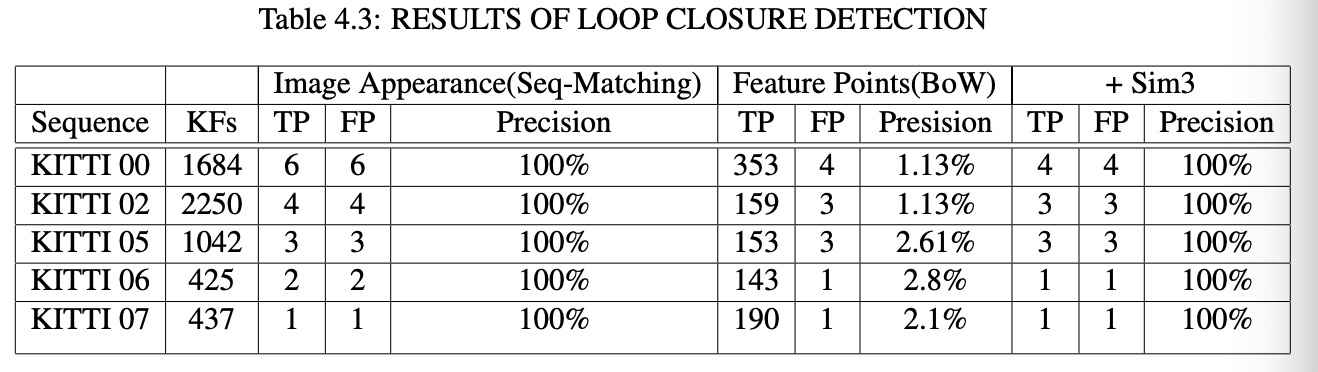 Table 4.3: RESULTS OF LOOP CLOSURE DETECTION
Image Appearance(Seq-Matching) Feature Points(BoW) + Sim3
Sequence KFs TP FP Precision TP FP Presision TP FP Precision
KITTI 00 1684 6 6 100% 353 4 1.13% 4 4 100%
KITTI 02 2250 4 4 100% 159 3 1.13% 3 3 100%
KITTI 05 1042 3 3 100% 153 3 2.61% 3 3 100%
KITTI 06 425 2 2 100% 143 1 2.8% 1 1 100%
KITTI 07 437 1 1 100% 190 1 2.1% 1 1 100%